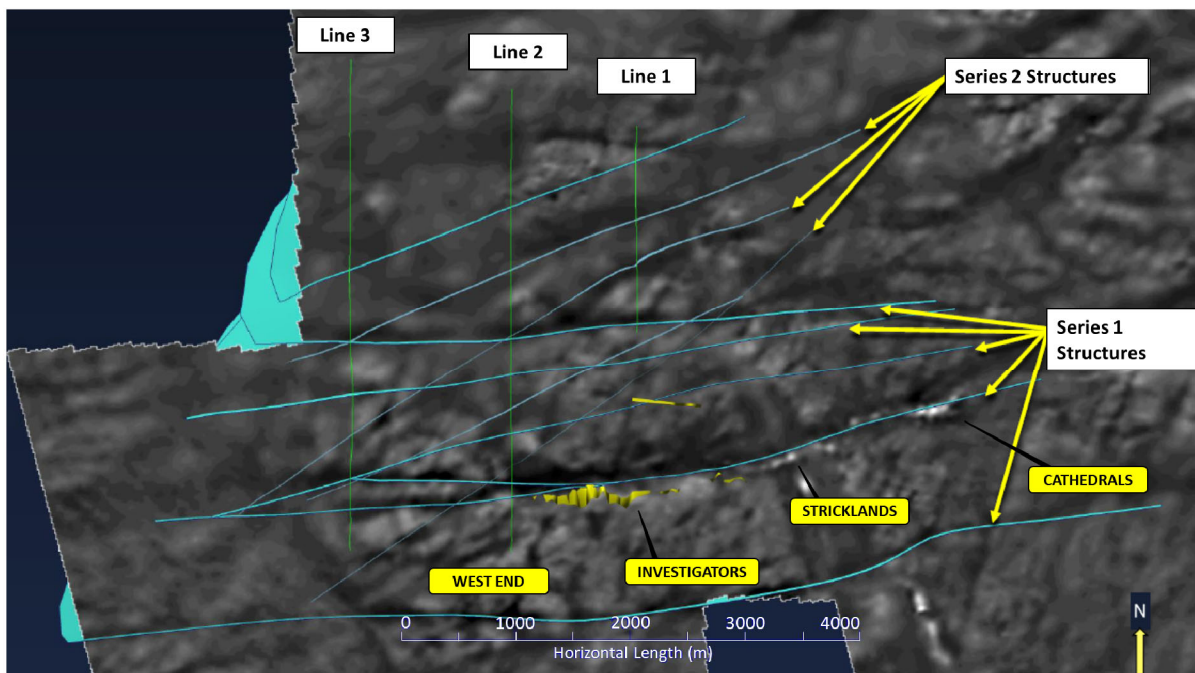 Line 3
Line 2
Line 1
Series 2 Structures
Series 1
Structures
CATHEDRALS
STRICKLANDS
INVESTIGATORS
WEST END
0 1000 2000 3000 4000
Horizontal Length (m)
N